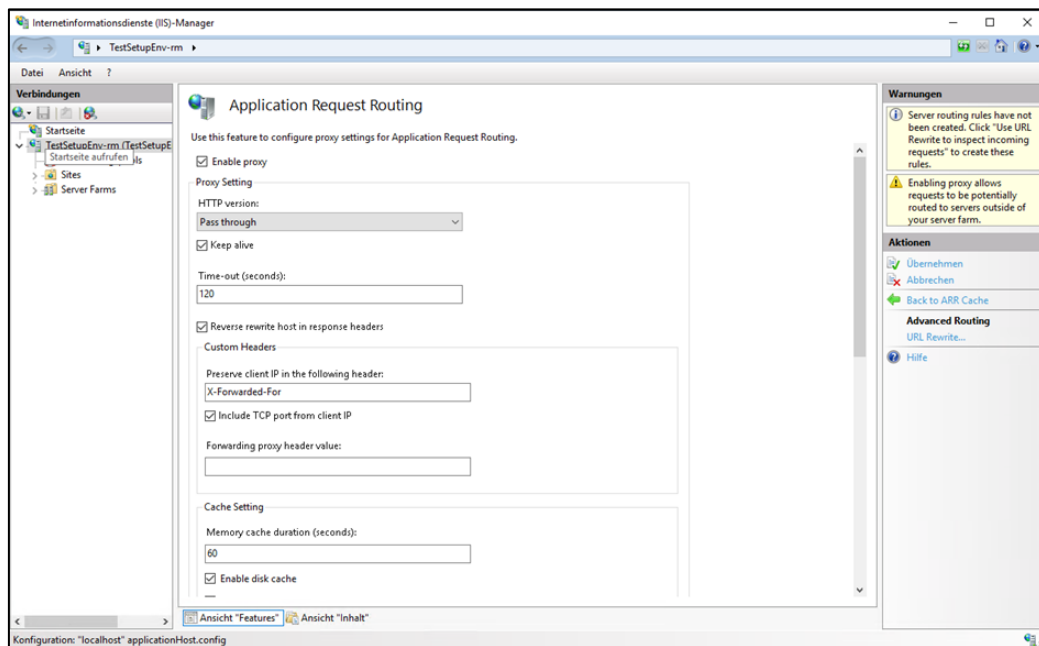 Internetinformationsdienste (IIS)-Manager
TestSetupEnv-rm
Datei Ansicht ?
Verbindungen
Startseite
TestSetupEnv-rm (TestSetupE
Startseite aufrufen
Sites
Server Farms
Application Request Routing
Use this feature to configure proxy settings for Application Request Routing.
Enable proxy
Proxy Setting
HTTP version:
Pass through
Keep alive
Time-out (seconds):
120
Reverse rewrite host in response headers
Custom Headers
Preserve client IP in the following header:
X-Forwarded-For
Include TCP port from client IP
Forwarding proxy header value:
Cache Setting
Memory cache duration (seconds):
60
Enable disk cache
Ansicht "Features" Ansicht "Inhalt"
Warnungen
Server routing rules have not
been created. Click "Use URL
Rewrite to inspect incoming
requests" to create these
rules.
Enabling proxy allows
requests to be potentially
routed to servers outside of
your server farm.
Aktionen
Übernehmen
Abbrechen
Back to ARR Cache
Advanced Routing
URL Rewrite...
Hilfe
Konfiguration: "localhost" applicationHost.config